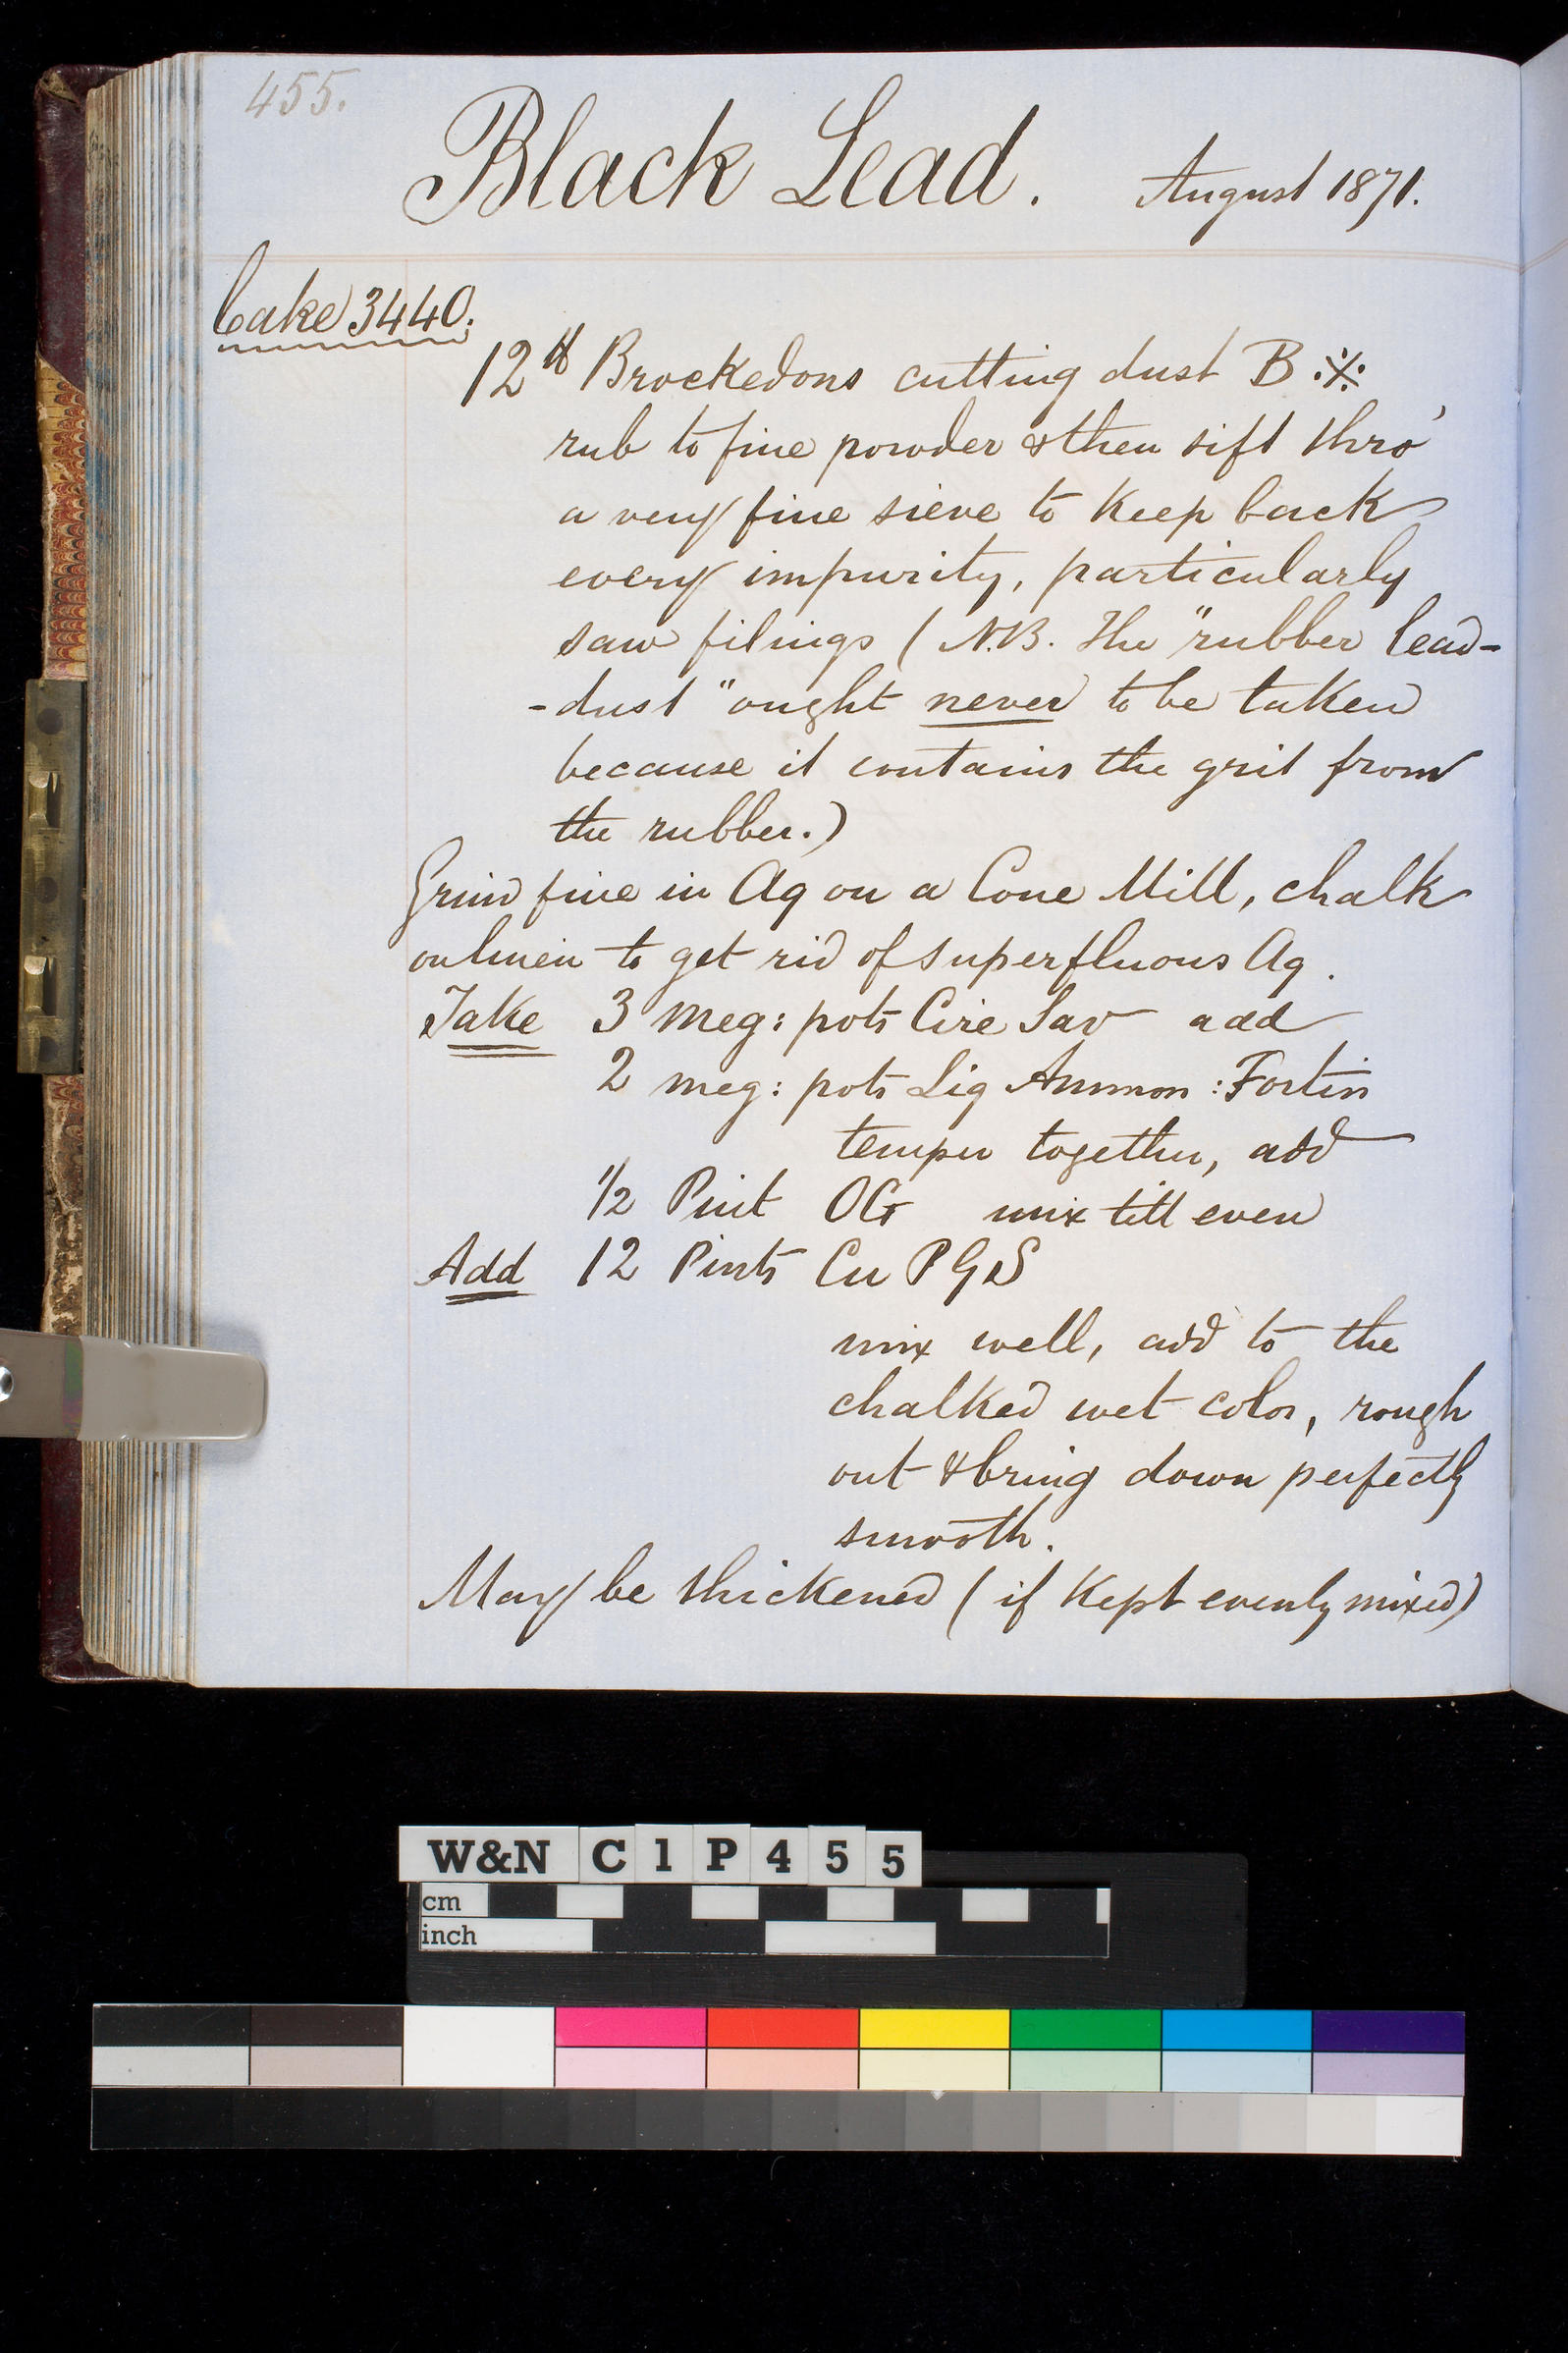 455.
Black Lead. August 1871.
Cake 3440.
12 ℔ Brockedons cutting dust B ※
rub to fine powder & then sift thro'
a very fine sieve to keep back
every impurity, particularly
saw filings ( N.B. The "rubber lead-
-dust" ought never to be taken
because it contains the grit from
the rubber.)
Grind fine in Aq on a Cone Mill, chalk
on linen to get rid of superfluous Aq.
Take 3 meg: pots Cire Sav add
2 meg: pots Liq Ammon: Fortis
temper together, add
1/2 Pint OG mix till even
Add 12 Pints Cu P G S
mix well, add to the
chalked wet color, rough
out & bring down perfectly
smooth.
May be thickened ( if kept evenly mixed)
W&N C 1 P 4 5 5
cm
inch